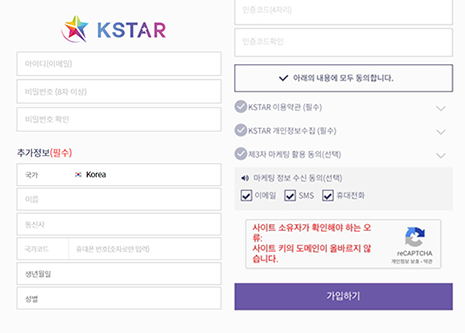 KSTAR
아이디(이메일)
비밀번호 (8자 이상)
비밀번호 확인
추가정보(필수)
국가 Korea
이름
통신사
국가코드 휴대폰 번호(숫자로만 입력)
생년월일
성별
인증코드(4자리)
인증코드확인
아래의 내용에 모두 동의합니다.
KSTAR 이용약관 (필수)
KSTAR 개인정보수집 (필수)
제3자 마케팅 활용 동의(선택)
마케팅 정보 수신 동의(선택)
이메일 SMS 휴대전화
사이트 소유자가 확인해야 하는 오
류:
사이트 키의 도메인이 올바르지 않
습니다.
reCAPTCHA
개인정보 보호 - 약관
가입하기